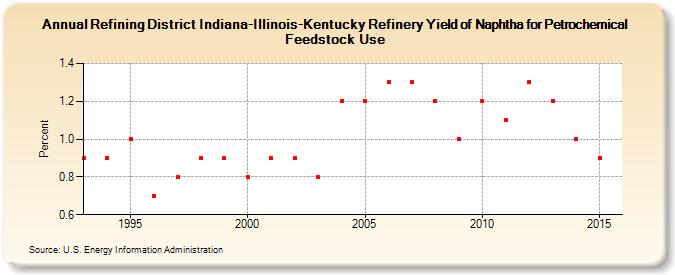 Annual Refining District Indiana-Illinois-Kentucky Refinery Yield of Naphtha for Petrochemical
Feedstock Use
1.4
1.2
1.0
0.8
0.6
Percent
1995 2000 2005 2010 2015
Source: U.S. Energy Information Administration